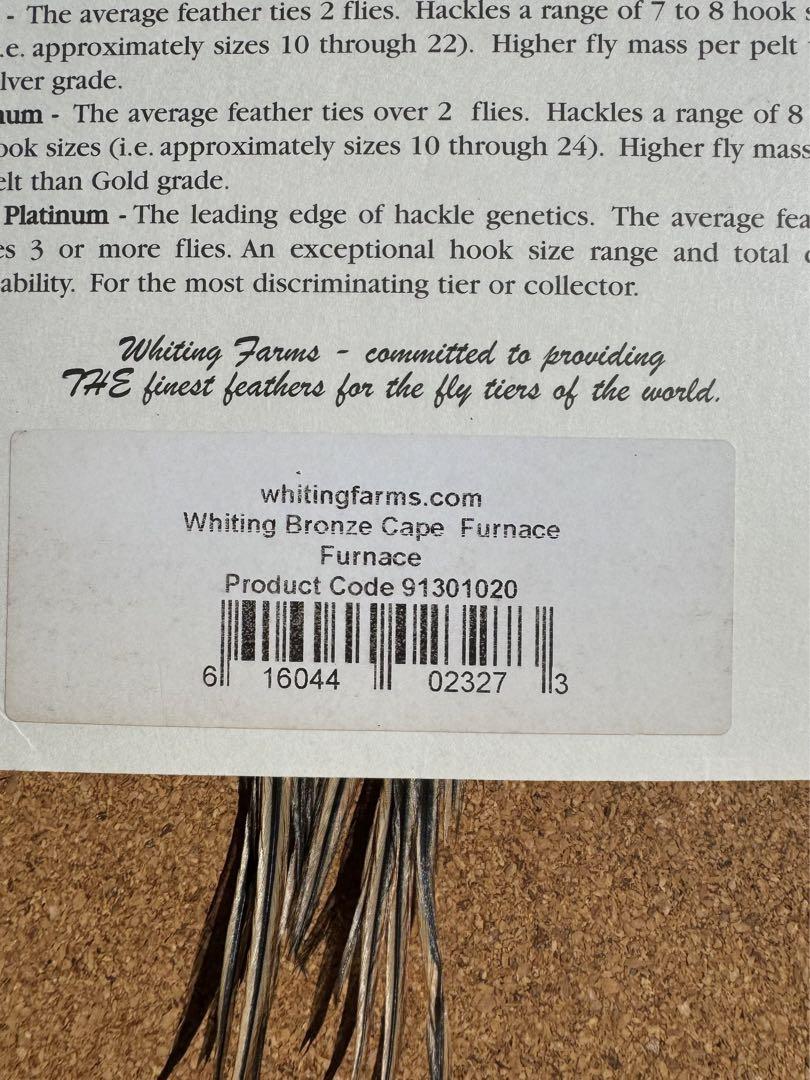 - The average feather ties 2 flies. Hackles a range of 7 to 8 hook
.e. approximately sizes 10 through 22). Higher fly mass per pelt
lver grade.
um - The average feather ties over 2 flies. Hackles a range of 8
ook sizes (i.e. approximately sizes 10 through 24). Higher fly mass
elt than Gold grade.
Platinum - The leading edge of hackle genetics. The average fea
es 3 or more flies. An exceptional hook size range and total
ability. For the most discriminating tier or collector.
Whiting Farms - committed to providing
THE finest feathers for the fly tiers of the world.
whitingfarms.com
Whiting Bronze Cape Furnace
Furnace
Product Code 91301020
6 16044 02327 3